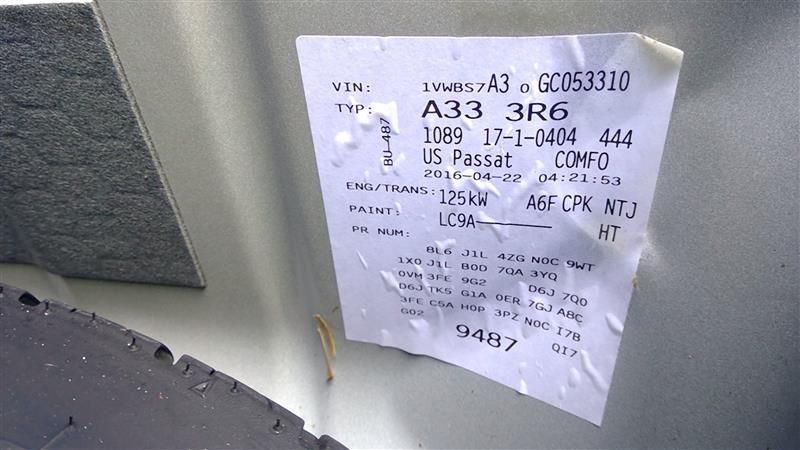 VIN: 1VWBS7A3 0 GC053310
TYP: A33 3R6
BU-487
1089 17-1-0404 444
US Passat COMFO
2016-04-22 04:21:53
ENG/TRANS: 125kW A6F CPK NTJ
PAINT: LC9A HT
PR NUM:
8L6 J1L 4ZG N0C 9WT
1X0 J1L B0D 7QA 3YQ
0VM 3FE 9G2 D6J 7Q0
D6J TK5 G1A 0ER 7GJ A8C
3FE C5A H0P 3PZ N0C I7B
G02 9487 QI7